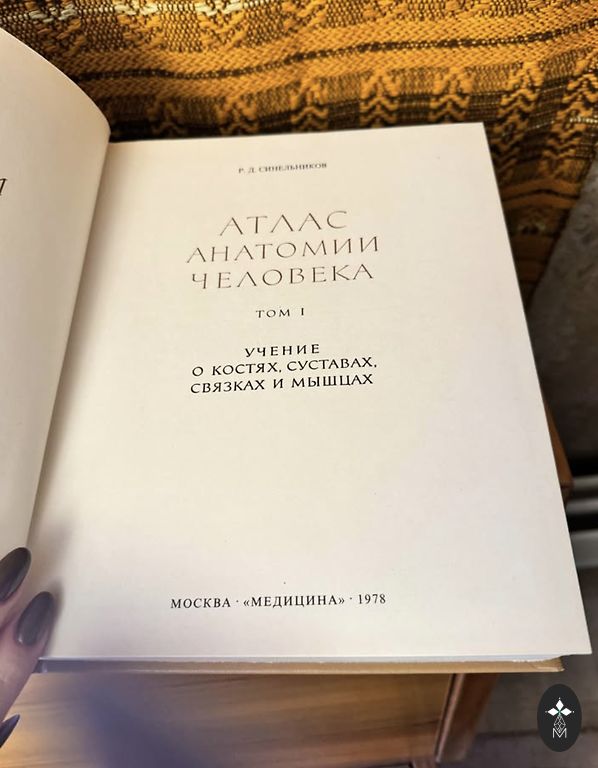 Я
Р. Д. СИНЕЛЬНИКОВ
АТЛАС
АНАТОМИИ
ЧЕЛОВЕКА
ТОМ I
УЧЕНИЕ
О КОСТЯХ, СУСТАВАХ,
СВЯЗКАХ И МЫШЦАХ
МОСКВА · «МЕДИЦИНА» · 1978
M